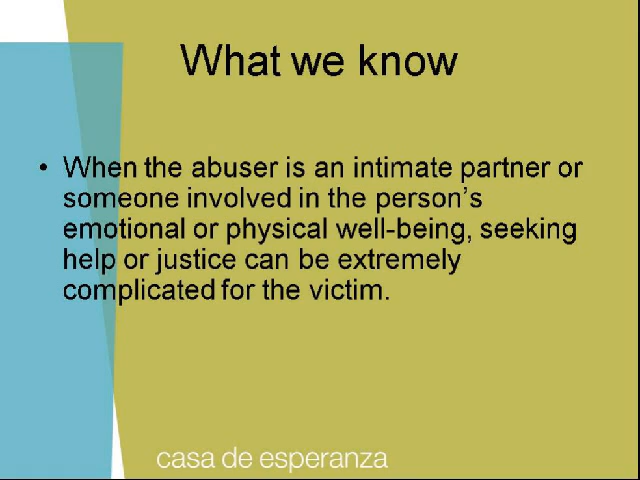 What we know
• When the abuser is an intimate partner or
someone involved in the person's
emotional or physical well-being, seeking
help or justice can be extremely
complicated for the victim.
casa de esperanza